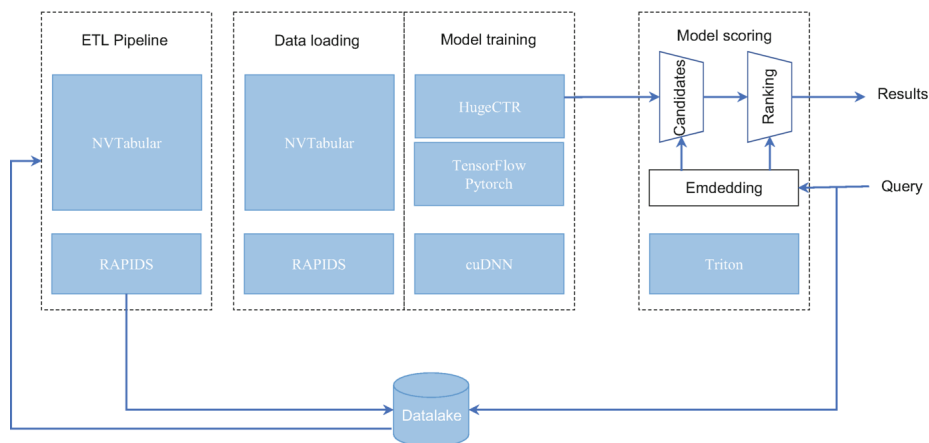 ETL Pipeline
Data loading
Model training
Model scoring
NVTabular
NVTabular
HugeCTR
TensorFlow
Pytorch
Candidates
Ranking
Results
Emdedding
Query
RAPIDS
RAPIDS
cuDNN
Triton
Datalake